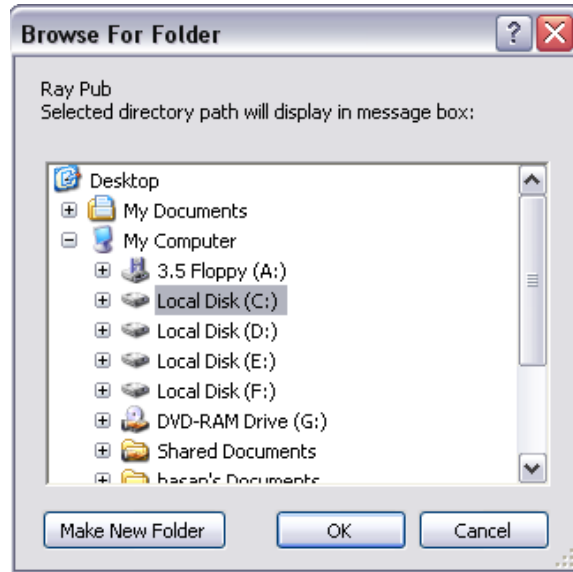 Browse For Folder
Ray Pub
Selected directory path will display in message box:
Desktop
My Documents
My Computer
3.5 Floppy (A:)
Local Disk (C:)
Local Disk (D:)
Local Disk (E:)
Local Disk (F:)
DVD-RAM Drive (G:)
Shared Documents
hasan's Documents
Make New Folder
OK
Cancel